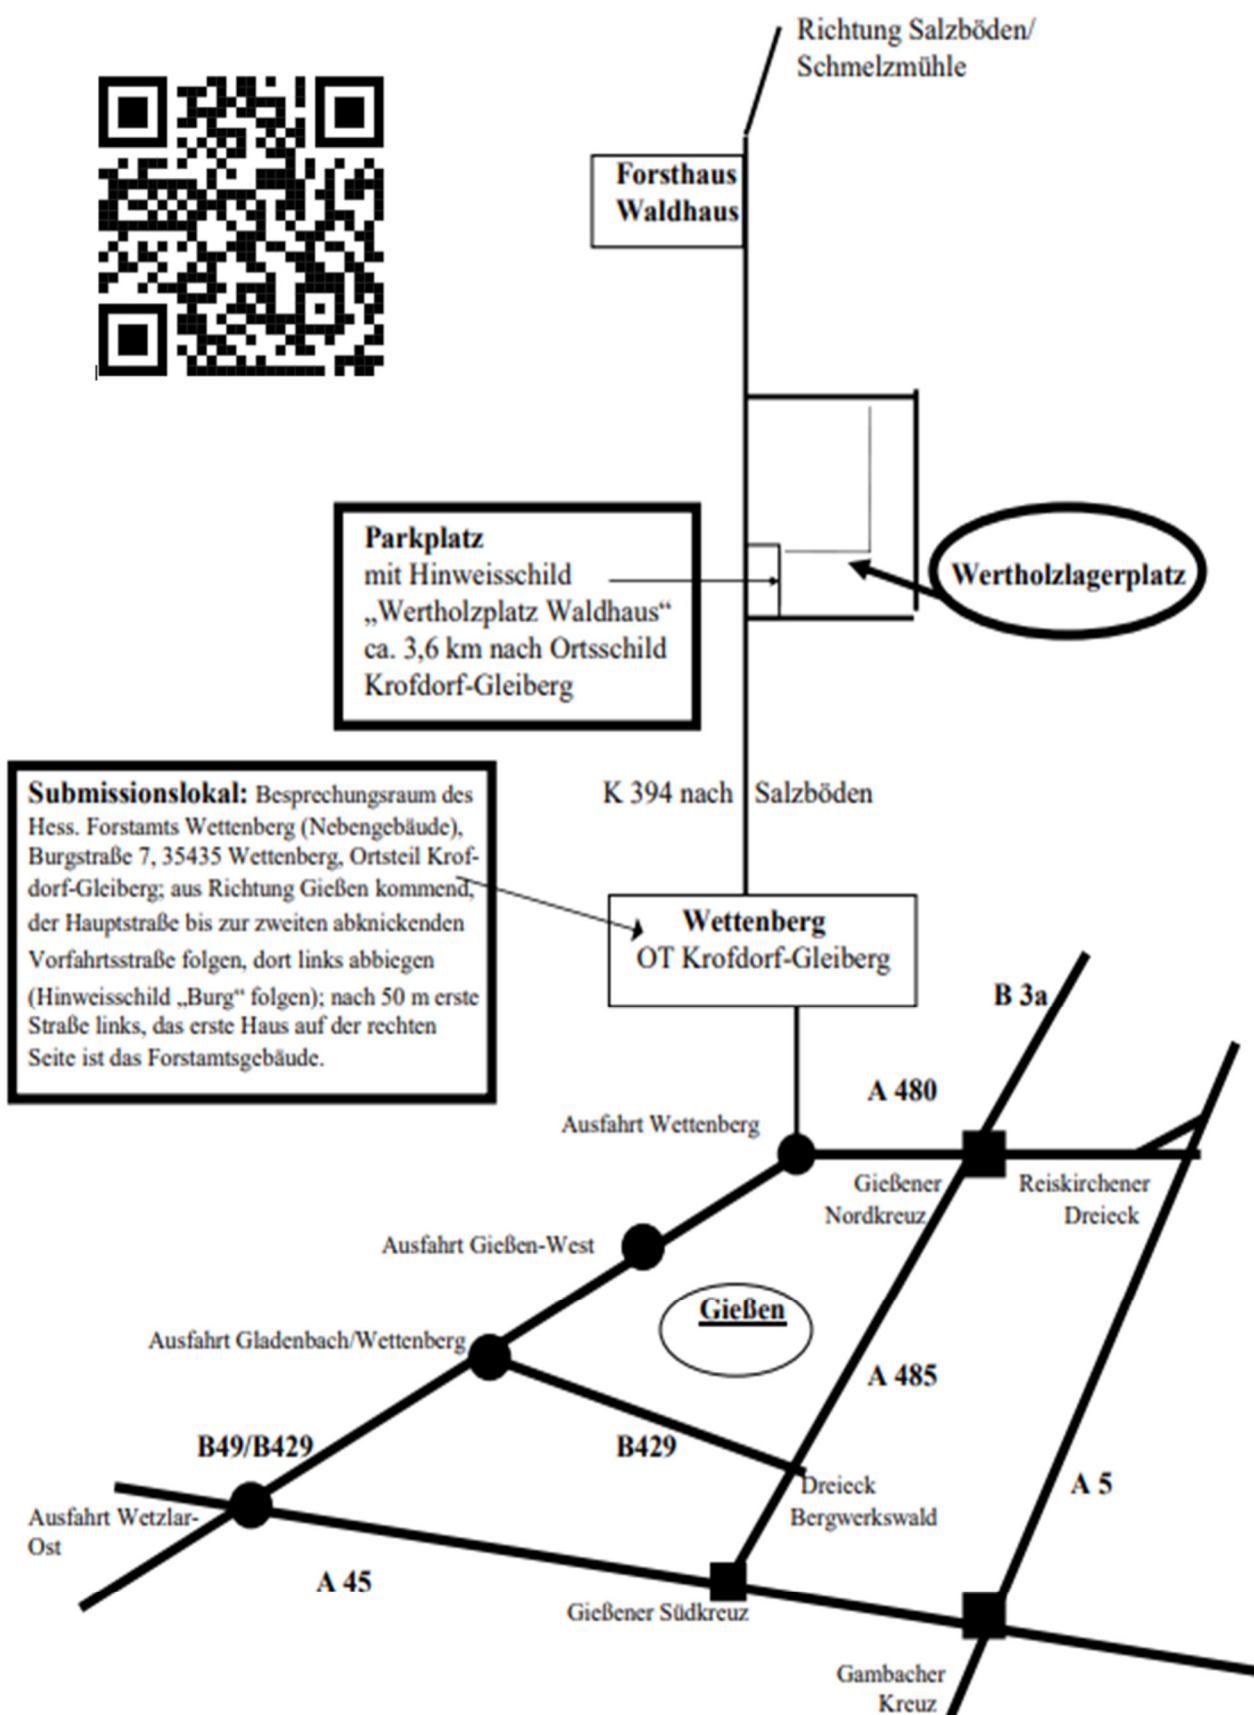 Richtung Salzböden/
Schmelzmühle
Forsthaus
Waldhaus
Parkplatz
mit Hinweisschild
„Wertholzplatz Waldhaus“
ca. 3,6 km nach Ortsschild
Krofdorf-Gleiberg
Wertholzlagerplatz
Submissionslokal: Besprechungsraum des
Hess. Forstamts Wettenberg (Nebengebäude),
Burgstraße 7, 35435 Wettenberg, Ortsteil Krof-
dorf-Gleiberg; aus Richtung Gießen kommend,
der Hauptstraße bis zur zweiten abknickenden
Vorfahrtsstraße folgen, dort links abbiegen
(Hinweisschild „Burg“ folgen); nach 50 m erste
Straße links, das erste Haus auf der rechten
Seite ist das Forstamtsgebäude.
K 394 nach Salzböden
Wettenberg
OT Krofdorf-Gleiberg
B 3a
A 480
Ausfahrt Wettenberg
Gießener
Nordkreuz
Reiskirchener
Dreieck
Ausfahrt Gießen-West
Gießen
Ausfahrt Gladenbach/Wettenberg
A 485
B49/B429
B429
A 5
Dreieck
Bergwerkswald
Ausfahrt Wetzlar-
Ost
A 45
Gießener Südkreuz
Gambacher
Kreuz